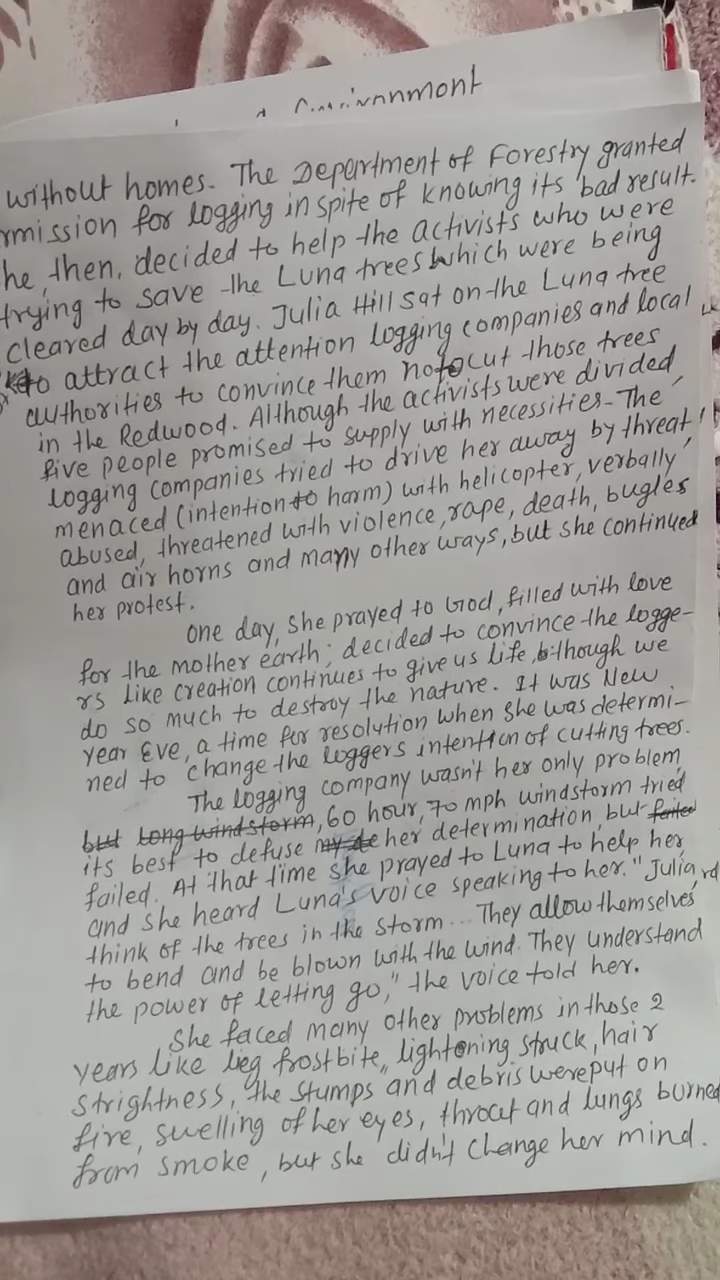 Environment
without homes. The Department of Forestry granted
rmission for logging in spite of knowing its bad result.
he, then, decided to help the activists who were
trying to save the Luna trees which were being
cleared day by day. Julia Hill sat on the Luna tree
to attract the attention logging companies and local
authorities to convince them not to cut those trees
in the Redwood. Although the activists were divided,
five people promised to supply with necessities. The
logging companies tried to drive her away by threat,
menaced (intention to harm) with helicopter, verbally
abused, threatened with violence, rape, death, bugles
and air horns and many other ways, but she continued
her protest.
One day, she prayed to God, filled with love
for the mother earth; decided to convince the logge-
rs like creation continues to give us life, though we
do so much to destroy the nature. It was New
year Eve, a time for resolution when she was determi-
ned to change the loggers intention of cutting trees.
The logging company wasn't her only problem,
but long windstorm, 60 hour, 70 mph windstorm tried
its best to defuse her determination, but failed
failed. At that time she prayed to Luna to help her
and she heard Luna's voice speaking to her. "Julia,
think of the trees in the storm... They allow themselves
to bend and be blown with the wind. They understand
the power of letting go," the voice told her.
She faced many other problems in those 2
years like leg frostbite, lightening struck, hair
strightness, the stumps and debris were put on
fire, swelling of her eyes, throat and lungs burned
from smoke, but she didn't change her mind.